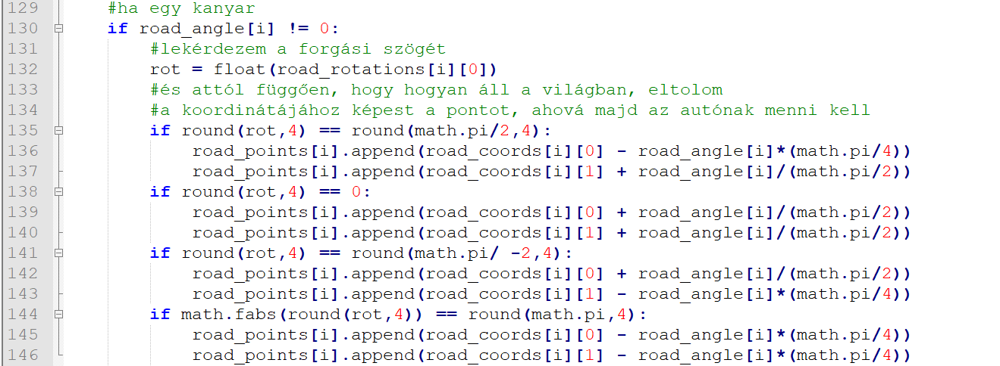 129 #ha egy kanyar
130 if road_angle[i] != 0:
131 #lekérdezem a forgási szögét
132 rot = float(road_rotations[i][0])
133 #és attól függően, hogy hogyan áll a világban, eltolom
134 #a koordinátájához képest a pontot, ahová majd az autónak menni kell
135 if round(rot,4) == round(math.pi/2,4):
136 road_points[i].append(road_coords[i][0] - road_angle[i]*(math.pi/4))
137 road_points[i].append(road_coords[i][1] + road_angle[i]/(math.pi/2))
138 if round(rot,4) == 0:
139 road_points[i].append(road_coords[i][0] + road_angle[i]/(math.pi/2))
140 road_points[i].append(road_coords[i][1] + road_angle[i]/(math.pi/2))
141 if round(rot,4) == round(math.pi/ -2,4):
142 road_points[i].append(road_coords[i][0] + road_angle[i]/(math.pi/2))
143 road_points[i].append(road_coords[i][1] - road_angle[i]*(math.pi/4))
144 if math.fabs(round(rot,4)) == round(math.pi,4):
145 road_points[i].append(road_coords[i][0] - road_angle[i]*(math.pi/4))
146 road_points[i].append(road_coords[i][1] - road_angle[i]*(math.pi/4))